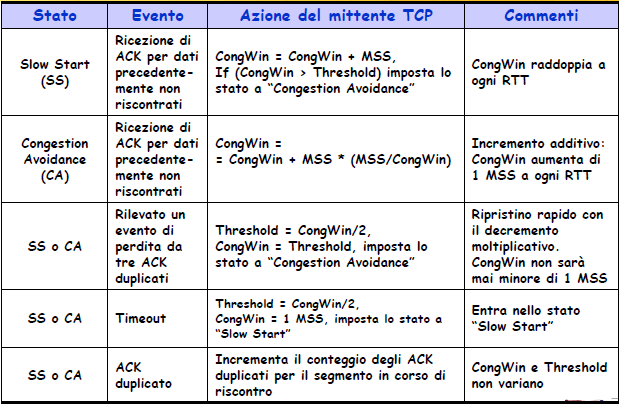 Stato Evento Azione del mittente TCP Commenti
Slow Start
(SS)
Ricezione di
ACK per dati
precedente-
mente non
riscontrati
CongWin = CongWin + MSS,
If (CongWin > Threshold) imposta lo
stato a “Congestion Avoidance”
CongWin raddoppia a
ogni RTT
Congestion
Avoidance
(CA)
Ricezione di
ACK per dati
precedente-
mente non
riscontrati
CongWin =
= CongWin + MSS * (MSS/CongWin)
Incremento additivo:
CongWin aumenta di
1 MSS a ogni RTT
SS o CA
Rilevato un
evento di
perdita da
tre ACK
duplicati
Threshold = CongWin/2,
CongWin = Threshold, imposta lo
stato a “Congestion Avoidance”
Ripristino rapido con
il decremento
moltiplicativo.
CongWin non sarà
mai minore di 1 MSS
SS o CA
Timeout
Threshold = CongWin/2,
CongWin = 1 MSS, imposta lo stato a
“Slow Start”
Entra nello stato
“Slow Start”
SS o CA
ACK
duplicato
Incrementa il conteggio degli ACK
duplicati per il segmento in corso di
riscontro
CongWin e Threshold
non variano